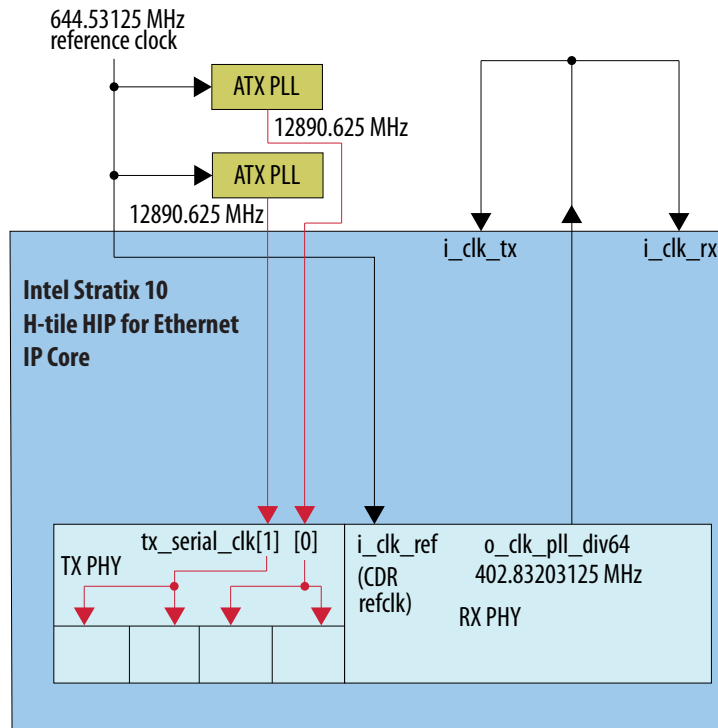 644.53125 MHz
reference clock
ATX PLL
12890.625 MHz
ATX PLL
12890.625 MHz
i_clk_tx
i_clk_rx
Intel Stratix 10
H-tile HIP for Ethernet
IP Core
tx_serial_clk[1] [0]
i_clk_ref
o_clk_pll_div64
TX PHY
(CDR
refclk)
402.83203125 MHz
RX PHY